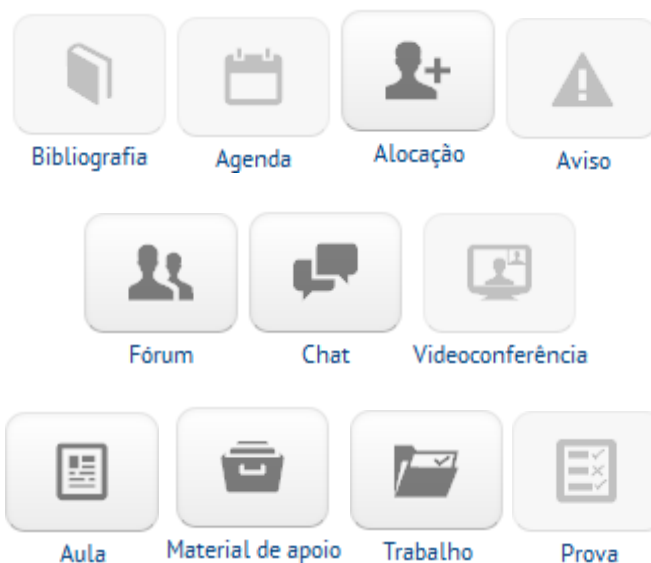 Bibliografia
Agenda
Alocação
Aviso
Fórum
Chat
Videoconferência
Aula
Material de apoio
Trabalho
Prova